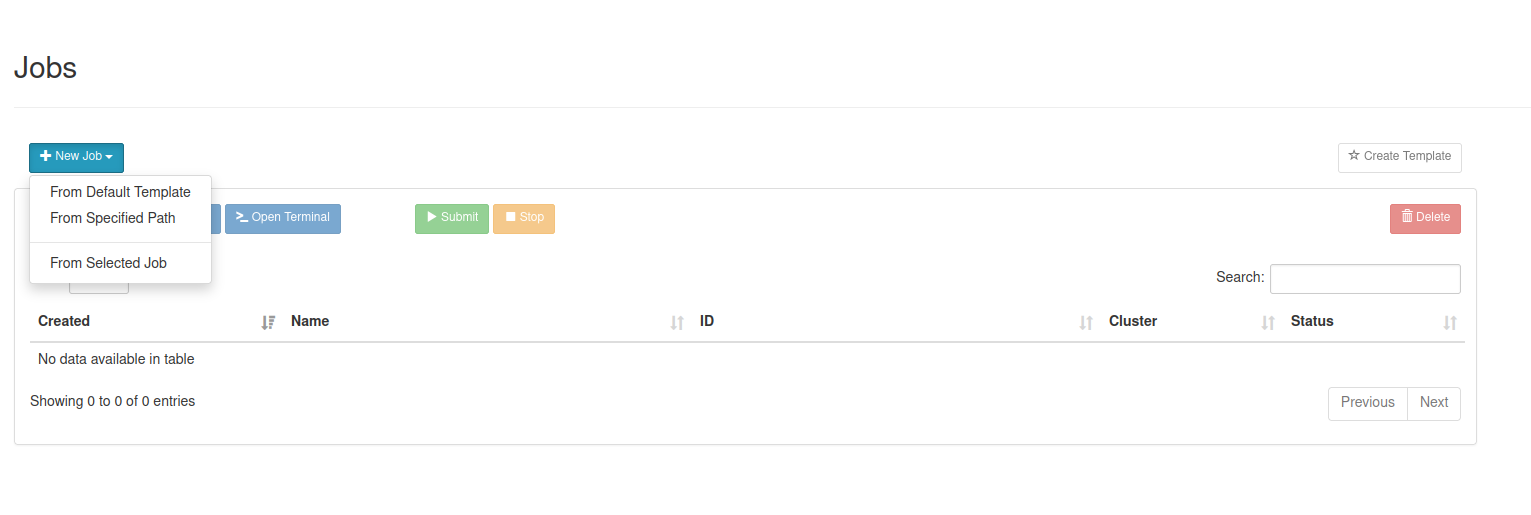 Jobs
New Job
Create Template
From Default Template
From Specified Path
From Selected Job
Open Terminal
Submit
Stop
Delete
Search:
Created Name ID Cluster Status
No data available in table
Showing 0 to 0 of 0 entries
Previous Next